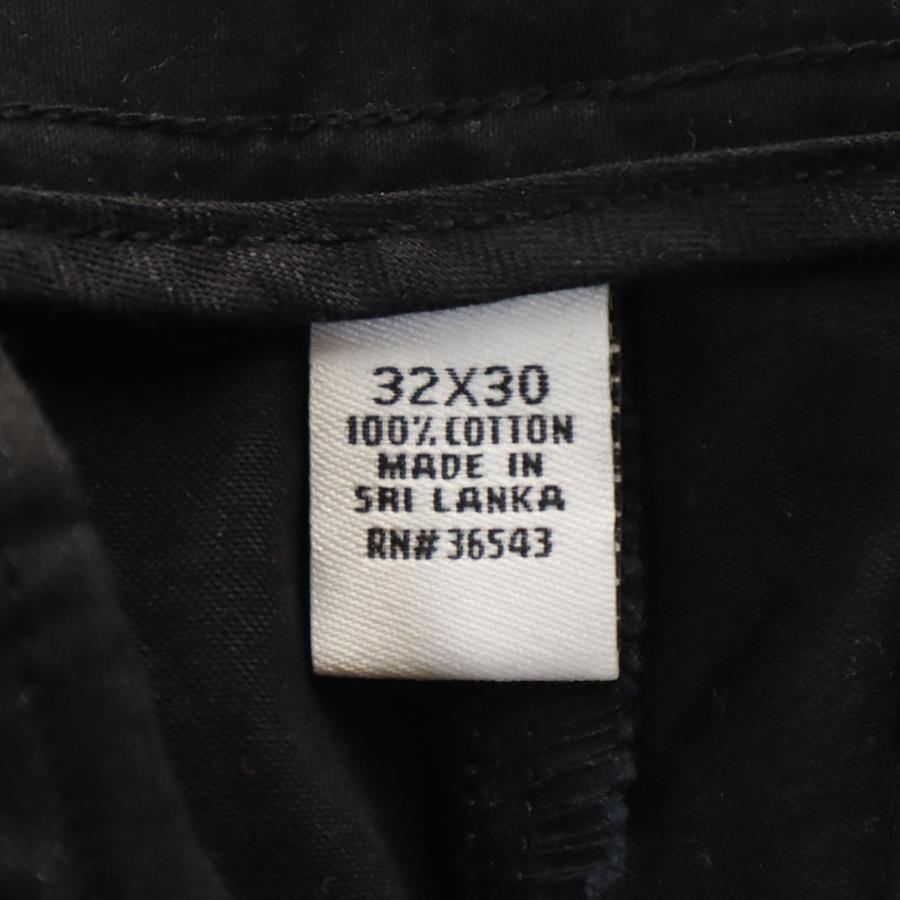 32X30
100% COTTON
MADE IN
SRI LANKA
RN# 36543